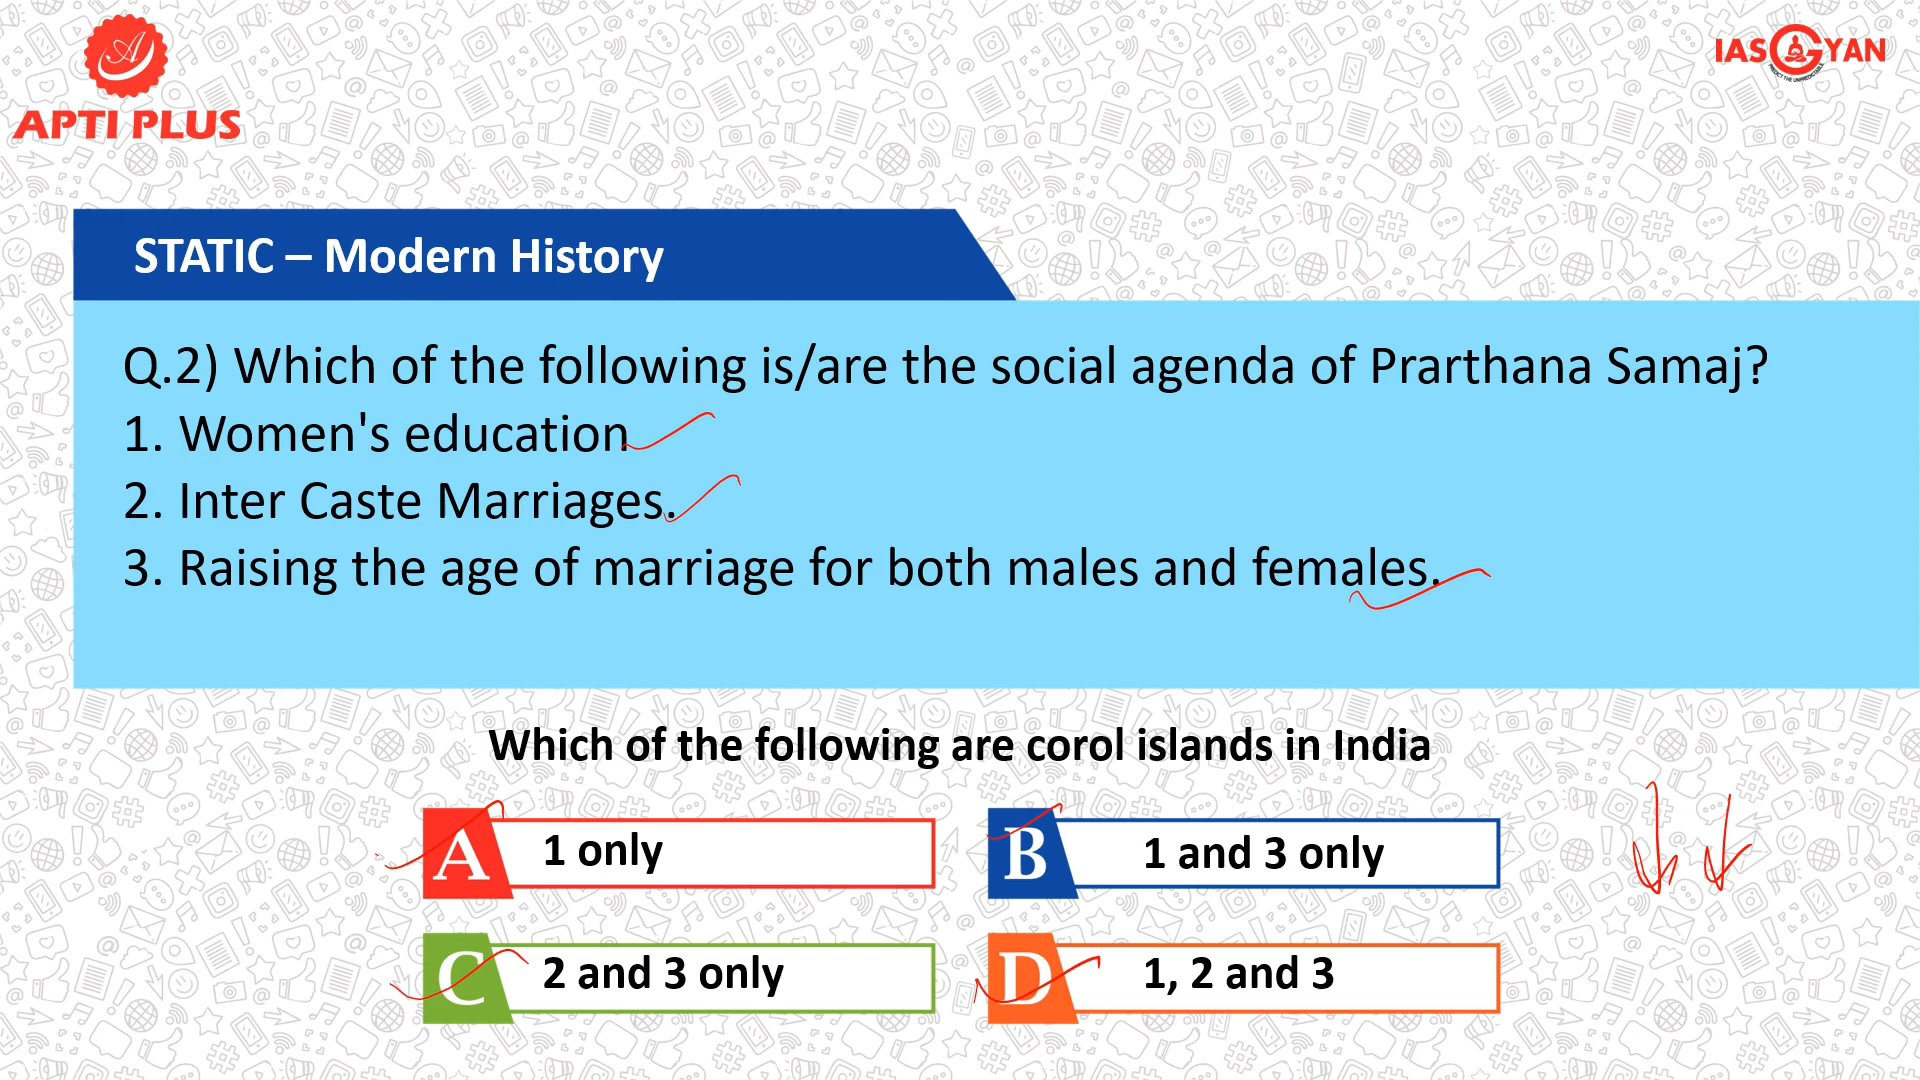 APTI PLUS
IAS GYAN
PREDICT THE UNPREDICTABLE
STATIC – Modern History
Q.2) Which of the following is/are the social agenda of Prarthana Samaj?
1. Women's education
2. Inter Caste Marriages.
3. Raising the age of marriage for both males and females.
Which of the following are corol islands in India
A 1 only
B 1 and 3 only
C 2 and 3 only
D 1, 2 and 3